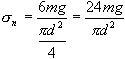 σₙ = 6mg / (πd² / 4) = 24mg / πd²